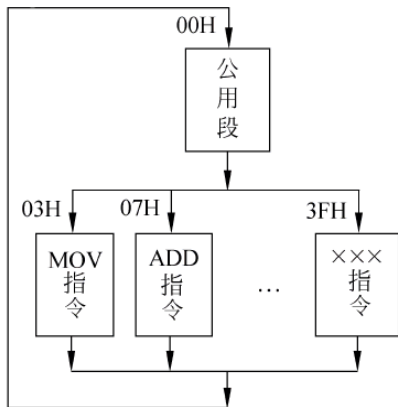 00H
公
用
段
03H
07H
3FH
MOV
指
令
ADD
指
令
…
×××
指
令